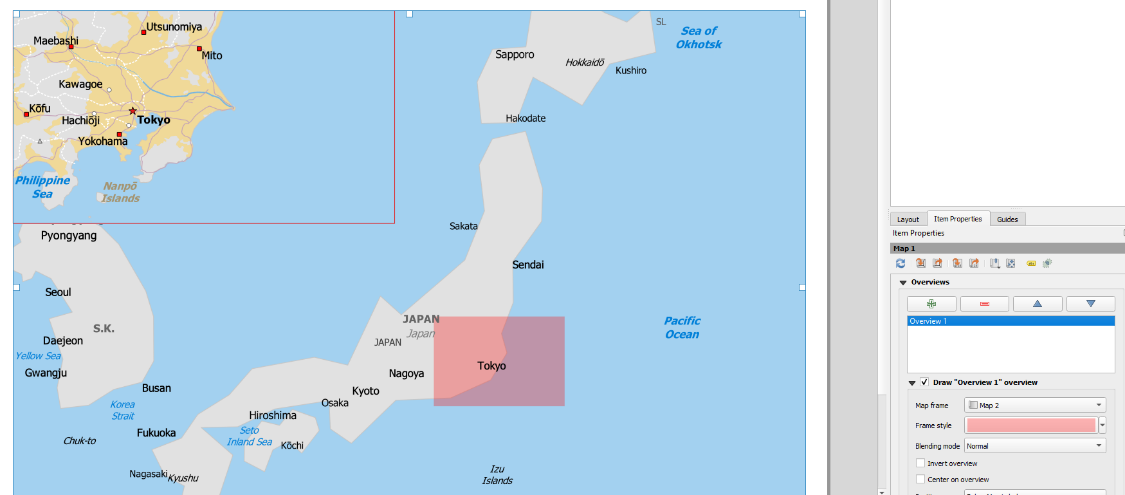 Utsunomiya
Maebashi
Mito
Kawagoe
Kōfu
Hachiōji
Tokyo
Yokohama
Philippine
Sea
Nanpō
Islands
SL
Sea of
Okhotsk
Sapporo
Hokkaidō
Kushiro
Hakodate
Pyongyang
Sakata
Sendai
Seoul
S.K.
JAPAN
Japan
JAPAN
Pacific
Ocean
Daejeon
Yellow Sea
Gwangju
Tokyo
Nagoya
Busan
Kyoto
Korea
Strait
Osaka
Hiroshima
Chuk-to
Fukuoka
Seto
Inland Sea
Kōchi
Nagasaki
Kyushu
Izu
Islands
Layout
Item Properties
Guides
Item Properties
Map 1
Overviews
Overview 1
Draw "Overview 1" overview
Map frame
Map 2
Frame style
Blending mode
Normal
Invert overview
Center on overview